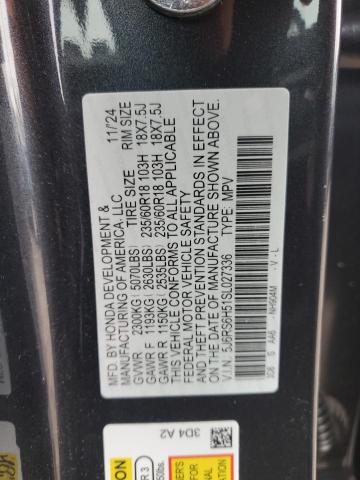 MFD. BY HONDA DEVELOPMENT & 11/24
MANUFACTURING OF AMERICA, LLC
TIRE SIZE RIM SIZE
GVWR 2300KG (5070LBS)
GAWR F 1193KG (2630LBS) 235/60R18 103H 18X7.5J
GAWR R 1150KG (2535LBS) 235/60R18 103H 18X7.5J
THIS VEHICLE CONFORMS TO ALL APPLICABLE
FEDERAL MOTOR VEHICLE SAFETY
AND THEFT PREVENTION STANDARDS IN EFFECT
ON THE DATE OF MANUFACTURE SHOWN ABOVE.
V.I.N. 5J6RS6H51SL027336 TYPE: MPV
AA6 NH904M V - L
3D4 A2
R 3